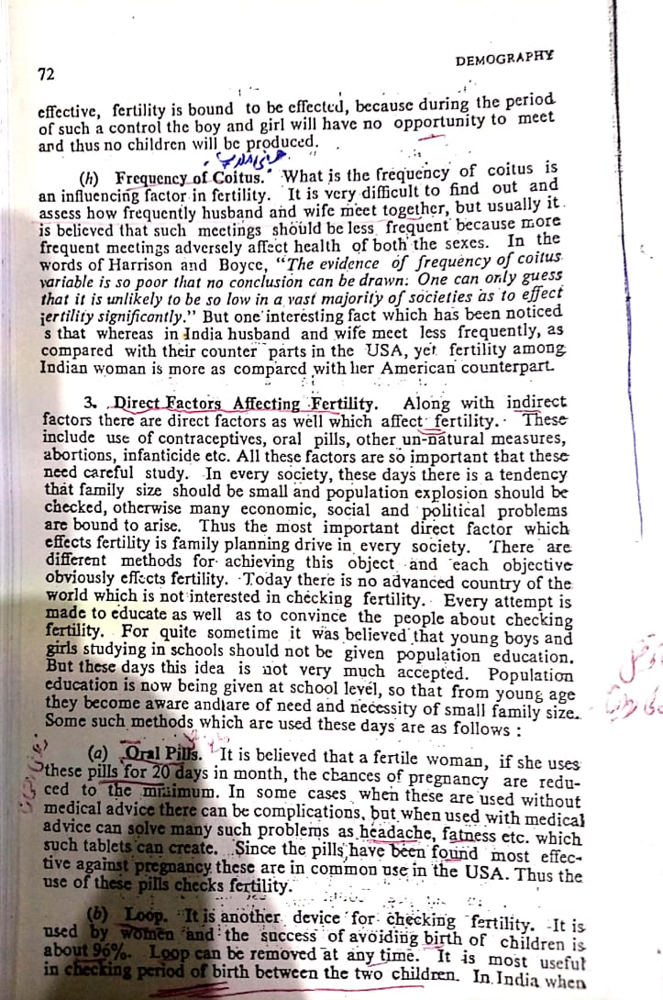 72
DEMOGRAPHY
effective, fertility is bound to be effected, because during the period
of such a control the boy and girl will have no opportunity to meet
and thus no children will be produced.
(h) Frequency of Coitus. What is the frequency of coitus is
an influencing factor in fertility. It is very difficult to find out and
assess how frequently husband and wife meet together, but usually it
is believed that such meetings should be less frequent because more
frequent meetings adversely affect health of both the sexes. In the
words of Harrison and Boyce, "The evidence of frequency of coitus
variable is so poor that no conclusion can be drawn. One can only guess
that it is unlikely to be so low in a vast majority of societies as to effect
fertility significantly." But one interesting fact which has been noticed
s that whereas in India husband and wife meet less frequently, as
compared with their counter parts in the USA, yet fertility among
Indian woman is more as compared with her American counterpart.
3. Direct Factors Affecting Fertility. Along with indirect
factors there are direct factors as well which affect fertility. These
include use of contraceptives, oral pills, other un-natural measures,
abortions, infanticide etc. All these factors are so important that these
need careful study. In every society, these days there is a tendency
that family size should be small and population explosion should be
checked, otherwise many economic, social and political problems
are bound to arise. Thus the most important direct factor which
effects fertility is family planning drive in every society. There are
different methods for achieving this object and each objective
obviously effects fertility. Today there is no advanced country of the
world which is not interested in checking fertility. Every attempt is
made to educate as well as to convince the people about checking
fertility. For quite sometime it was believed that young boys and
girls studying in schools should not be given population education.
But these days this idea is not very much accepted. Population
education is now being given at school level, so that from young age
they become aware and are of need and necessity of small family size.
Some such methods which are used these days are as follows :
(a) Oral Pills. It is believed that a fertile woman, if she uses
these pills for 20 days in month, the chances of pregnancy are redu-
ced to the minimum. In some cases when these are used without
medical advice there can be complications, but when used with medical
advice can solve many such problems as headache, fatness etc. which
such tablets can create. Since the pills have been found most effec-
tive against pregnancy these are in common use in the USA. Thus the
use of these pills checks fertility.
(b) Loop. It is another device for checking fertility. It is
used by women and the success of avoiding birth of children is
about 96%. Loop can be removed at any time. It is most useful
in checking period of birth between the two children. In India when